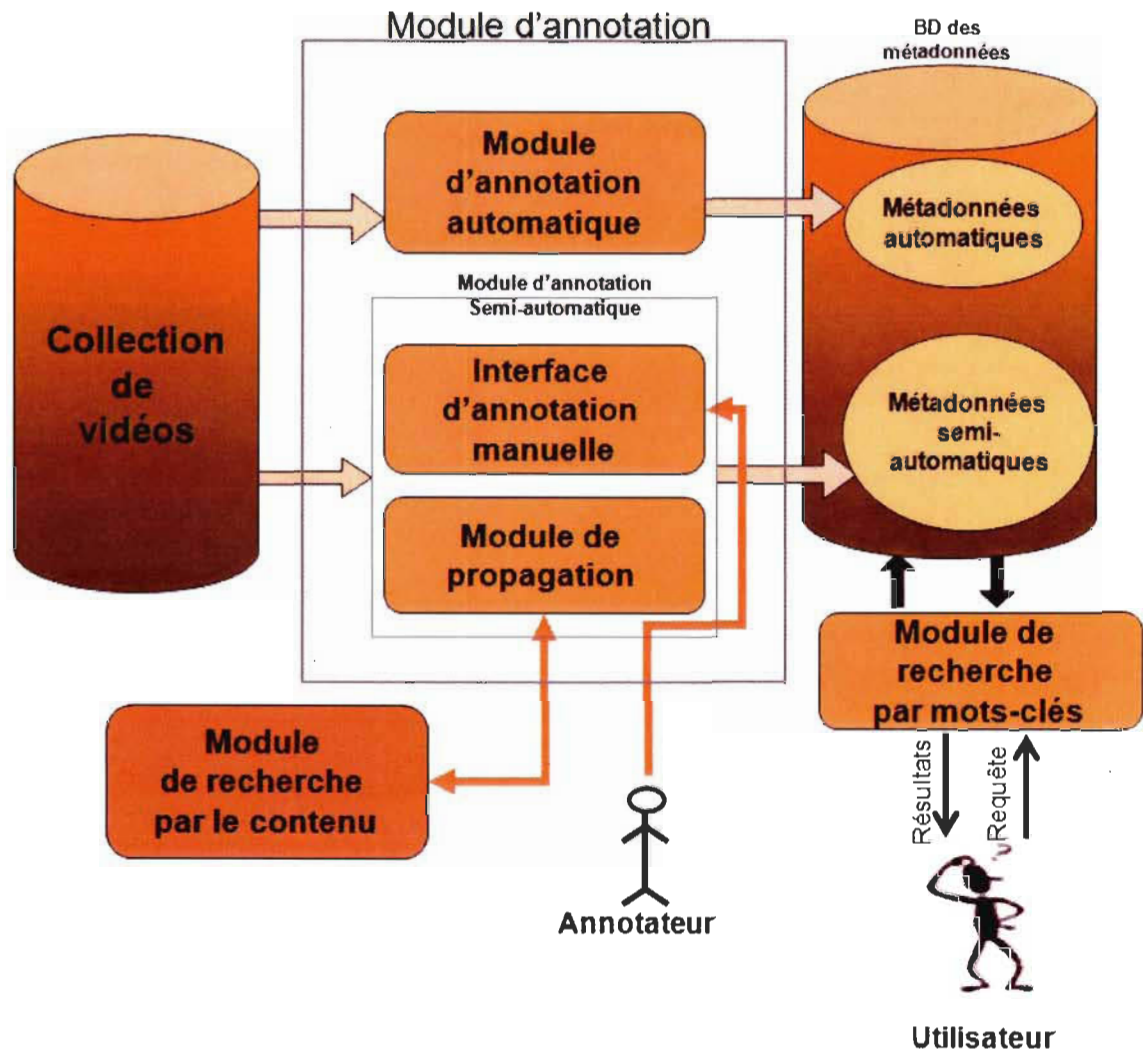 Module d'annotation
BD des
métadonnées
Module
d'annotation
automatique
Métadonnées
automatiques
Module d'annotation
Semi-automatique
Collection
de
vidéos
Interface
d'annotation
manuelle
Métadonnées
semi-
automatiques
Module de
propagation
Module de
recherche
par mots-clés
Module
de recherche
par le contenu
Résultats
Requête
Annotateur
Utilisateur